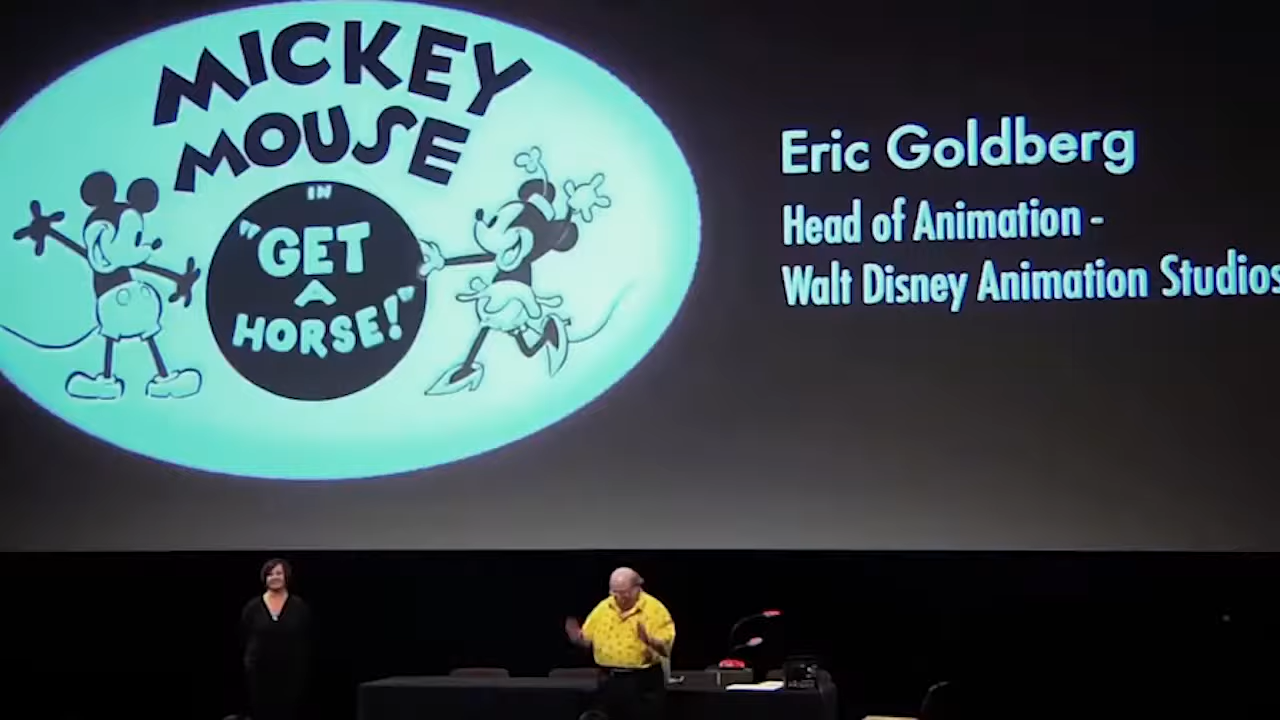 MICKEY
MOUSE
IN
"GET
A
HORSE!"
Eric Goldberg
Head of Animation -
Walt Disney Animation Studios